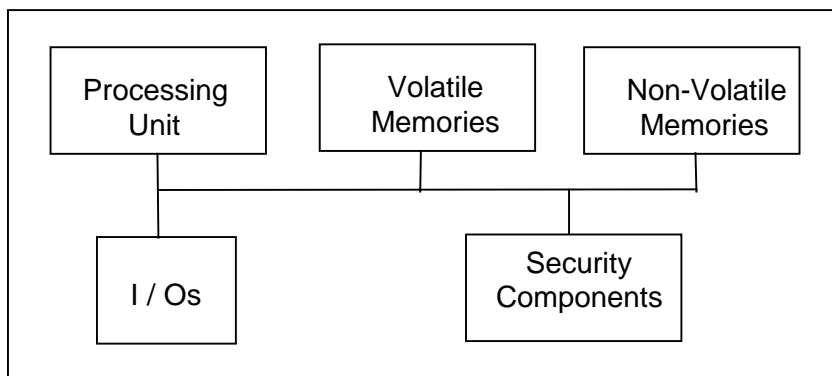 Processing
Unit
Volatile
Memories
Non-Volatile
Memories
I / Os
Security
Components